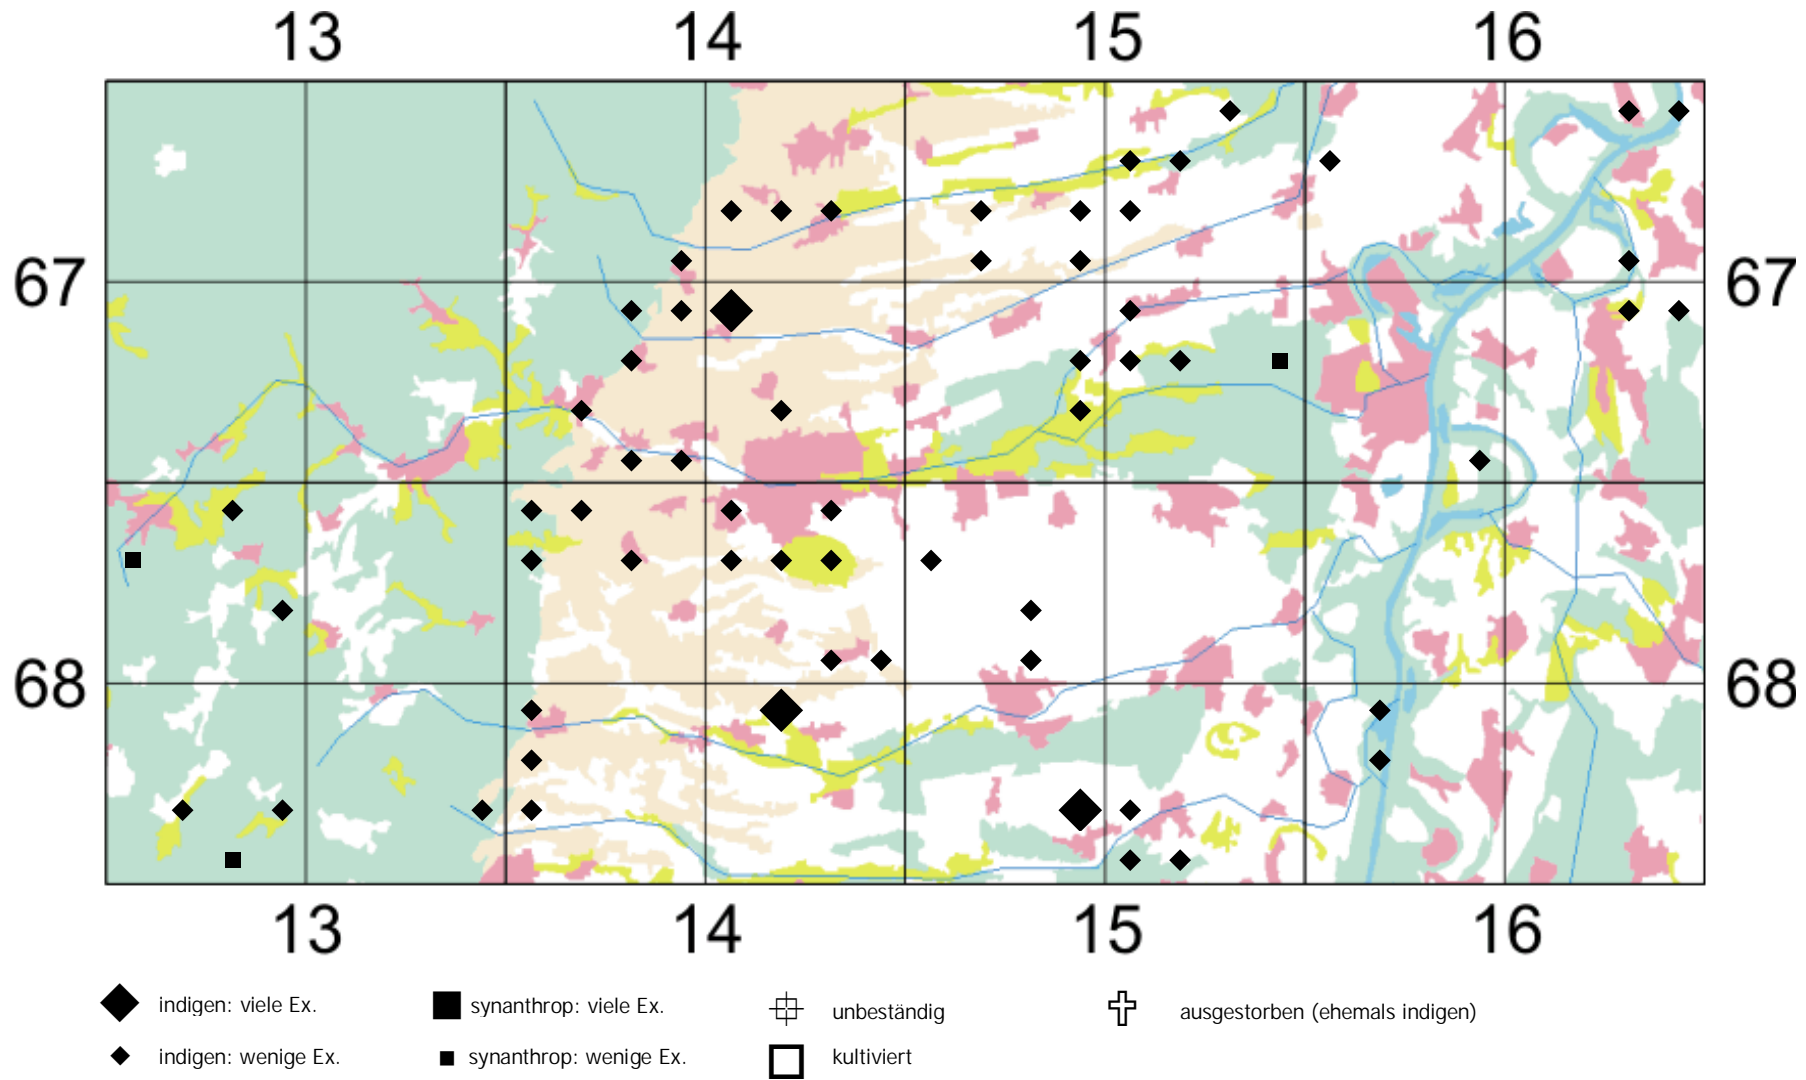 13 14 15 16
67 67
68 68
13 14 15 16
indigen: viele Ex. synanthrop: viele Ex. unbeständig ausgestorben (ehemals indigen)
indigen: wenige Ex. synanthrop: wenige Ex. kultiviert